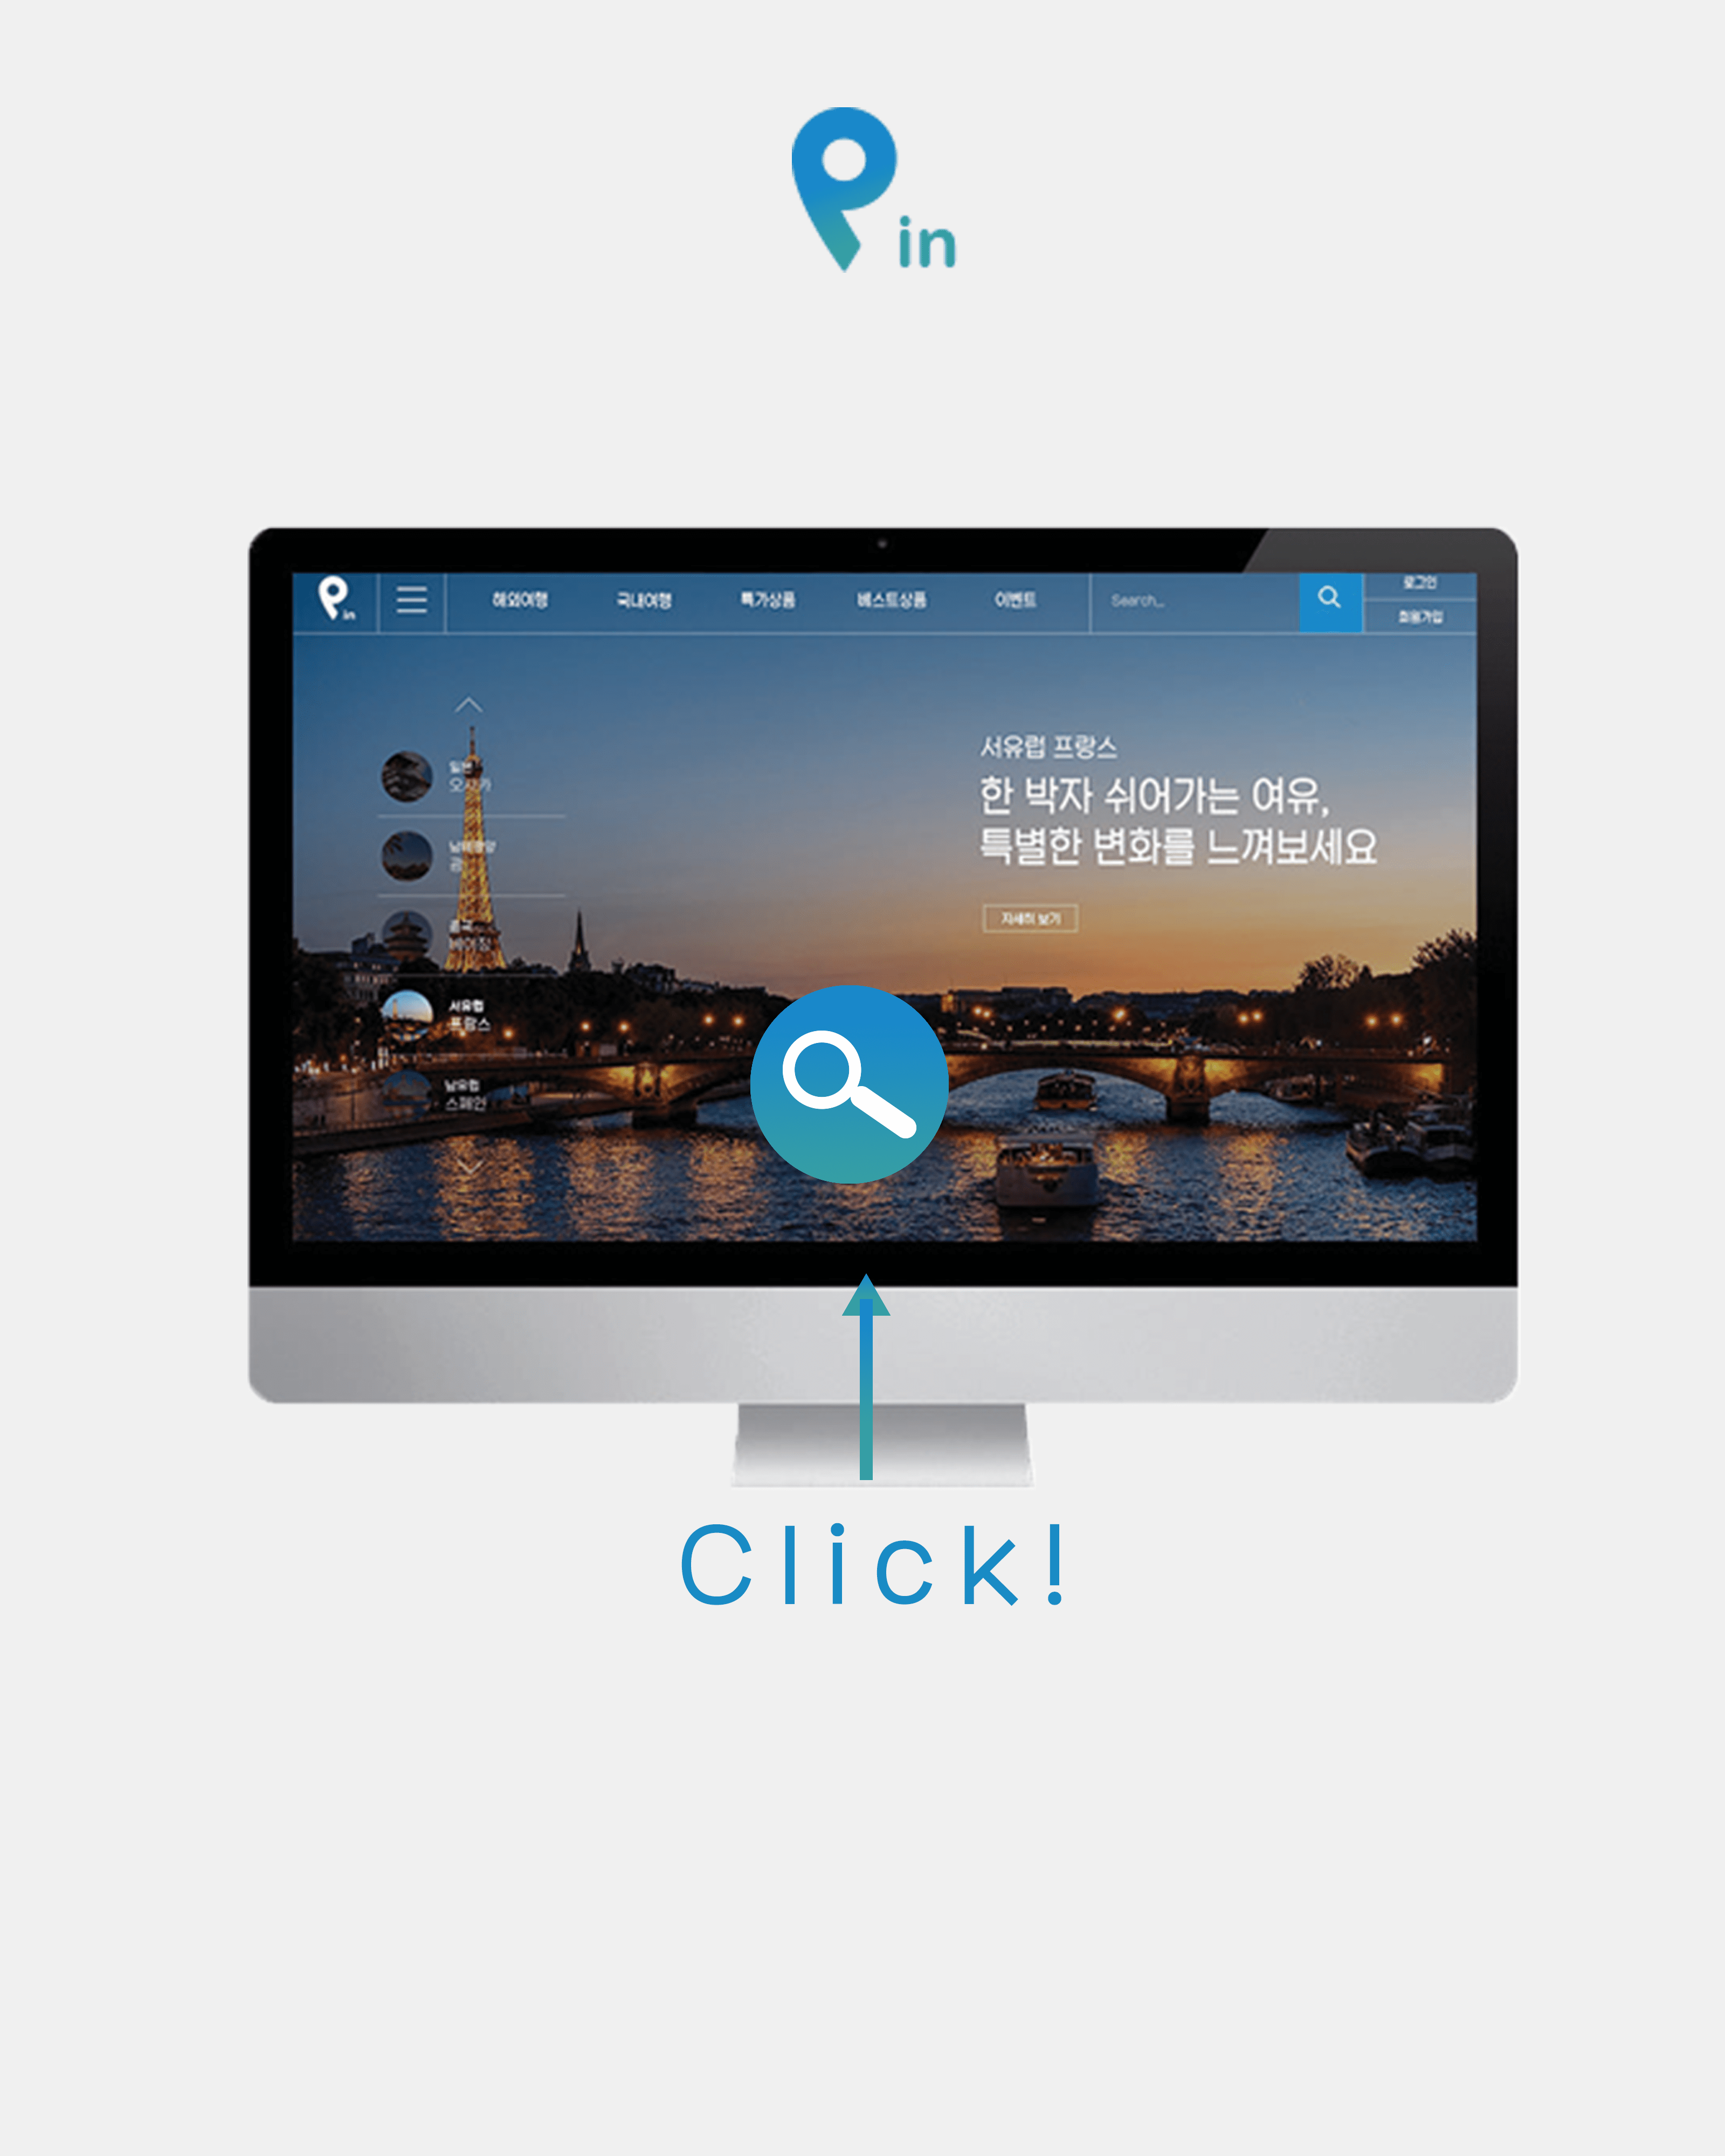 Pin
Pin
해외여행 국내여행 특가상품 베스트상품 이벤트 Search... 로그인
회원가입
서유럽 프랑스
한 박자 쉬어가는 여유,
특별한 변화를 느껴보세요
자세히 보기
일본
오사카
남태평양
괌
중국
베이징
서유럽
프랑스
남유럽
스페인
Click!